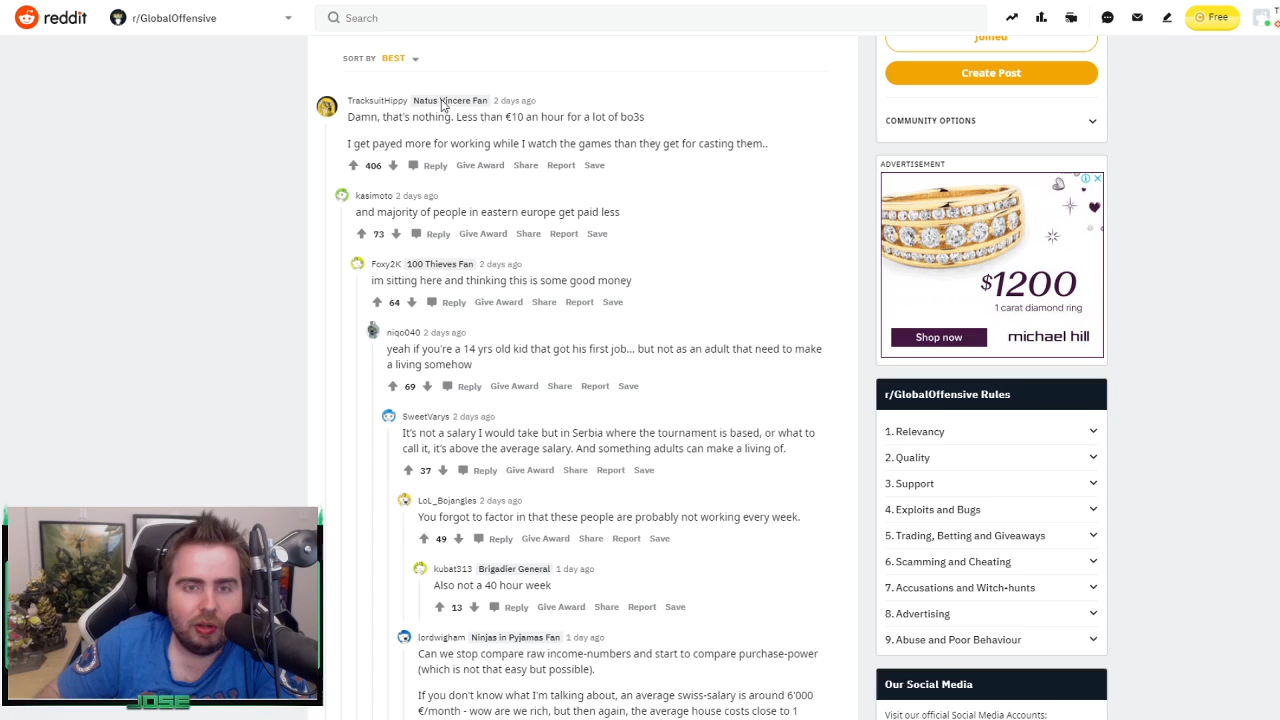 reddit
r/GlobalOffensive
Search
Free
SORT BY BEST
Joined
Create Post
COMMUNITY OPTIONS
TracksuitHippy Natus Vincere Fan 2 days ago
Damn, that's nothing. Less than €10 an hour for a lot of bo3s
I get payed more for working while I watch the games than they get for casting them..
406 Reply Give Award Share Report Save
kasimoto 2 days ago
and majority of people in eastern europe get paid less
73 Reply Give Award Share Report Save
Foxy2K 100 Thieves Fan 2 days ago
im sitting here and thinking this is some good money
64 Reply Give Award Share Report Save
niqo040 2 days ago
yeah if you're a 14 yrs old kid that got his first job... but not as an adult that need to make
a living somehow
69 Reply Give Award Share Report Save
SweetVarys 2 days ago
It's not a salary I would take but in Serbia where the tournament is based, or what to
call it, it's above the average salary. And something adults can make a living of.
37 Reply Give Award Share Report Save
LoL_Bojangles 2 days ago
You forgot to factor in that these people are probably not working every week.
49 Reply Give Award Share Report Save
kubat313 Brigadier General 1 day ago
Also not a 40 hour week
13 Reply Give Award Share Report Save
lordwigham Ninjas in Pyjamas Fan 1 day ago
Can we stop compare raw income-numbers and start to compare purchase-power
(which is not that easy but possible).
If you don't know what I'm talking about, an average swiss-salary is around 6'000
€/month - wow are we rich, but then again, the average house costs close to 1
ADVERTISEMENT
$1200
1 carat diamond ring
Shop now
michael hill
r/GlobalOffensive Rules
1. Relevancy
2. Quality
3. Support
4. Exploits and Bugs
5. Trading, Betting and Giveaways
6. Scamming and Cheating
7. Accusations and Witch-hunts
8. Advertising
9. Abuse and Poor Behaviour
Our Social Media
Visit our official Social Media Accounts:
JOSE